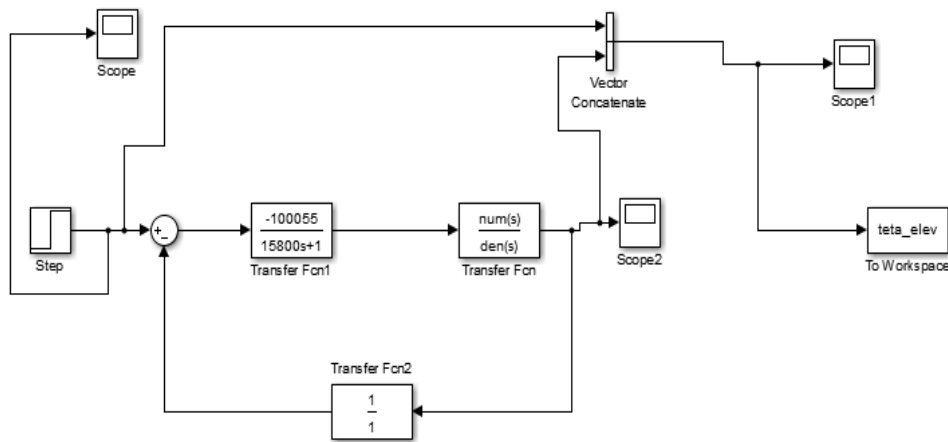 Scope
Vector
Concatenate
Scope1
Step
+
-
-100055
15800s+1
Transfer Fcn1
num(s)
den(s)
Transfer Fcn
Scope2
teta_elev
To Workspace
Transfer Fcn2
1
1